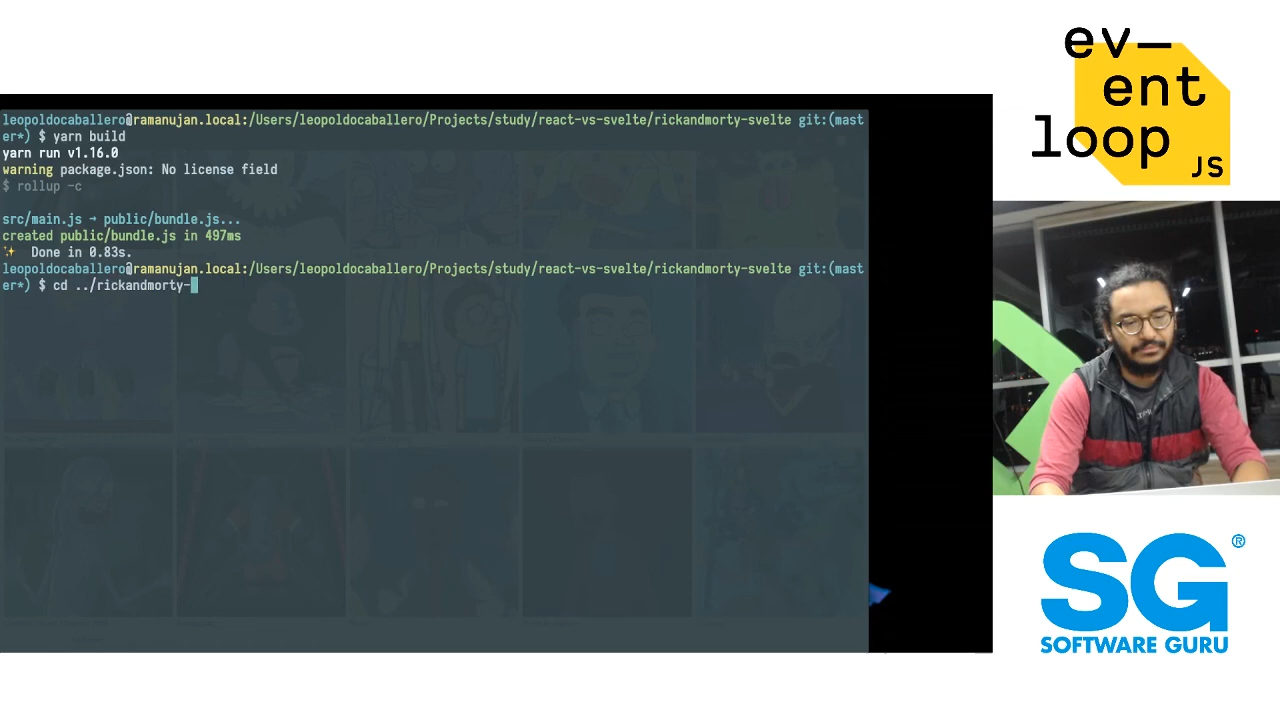 ev—
ent
loop
JS
leopoldocaballero@ramanujan.local:/Users/leopoldocaballero/Projects/study/react-vs-svelte/rickandmorty-svelte git:(mast
er*) $ yarn build
yarn run v1.16.0
warning package.json: No license field
$ rollup -c
src/main.js → public/bundle.js...
created public/bundle.js in 497ms
✨ Done in 0.83s.
leopoldocaballero@ramanujan.local:/Users/leopoldocaballero/Projects/study/react-vs-svelte/rickandmorty-svelte git:(mast
er*) $ cd ../rickandmorty-
SG®
SOFTWARE GURU